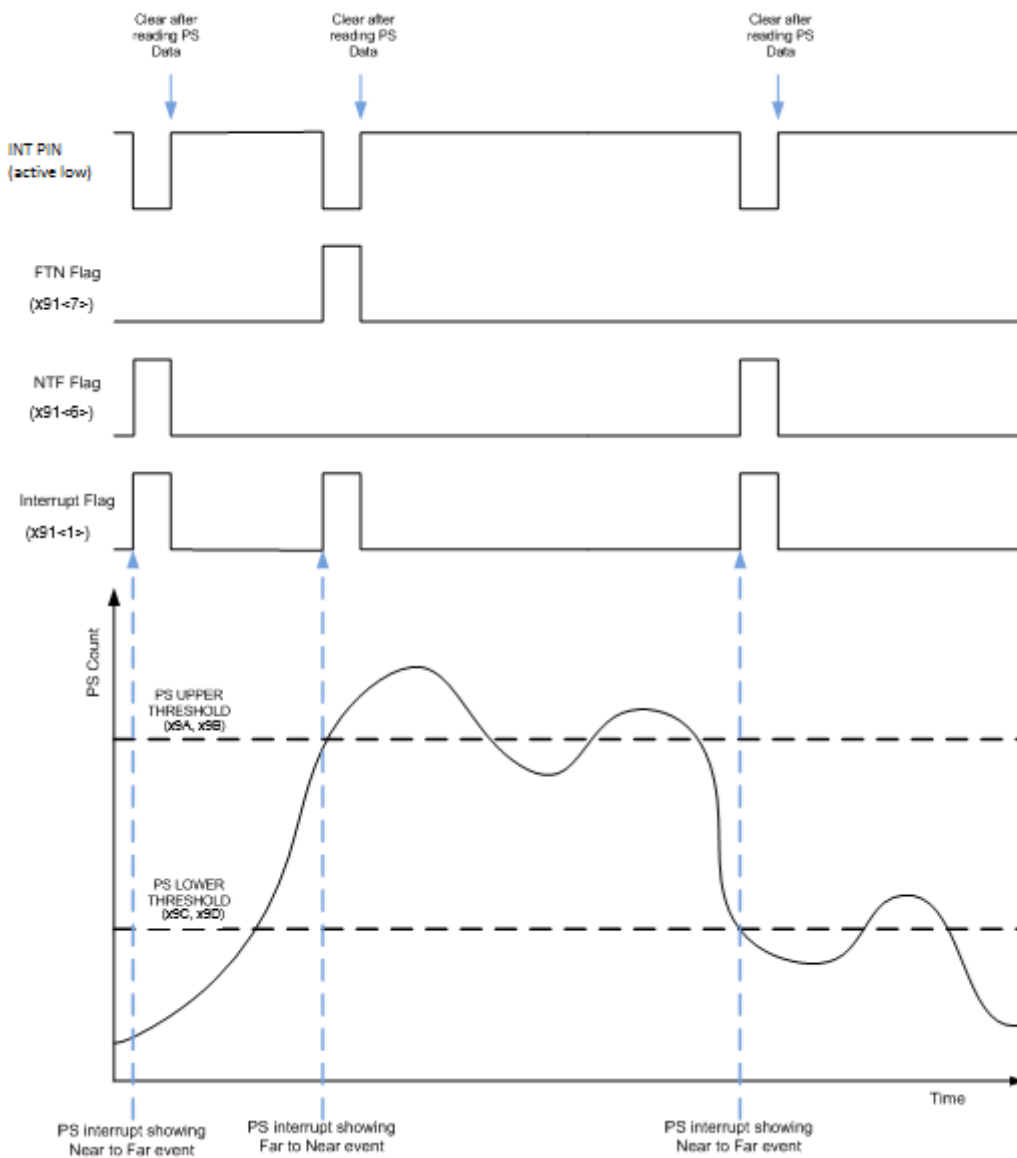 Clear after
reading PS
Data
Clear after
reading PS
Data
Clear after
reading PS
Data
INT PIN
(active low)
FTN Flag
(x91<7>)
NTF Flag
(x91<6>)
Interrupt Flag
(x91<1>)
PS Count
PS UPPER
THRESHOLD
(x9A, x9B)
PS LOWER
THRESHOLD
(x9C, x9D)
Time
PS interrupt showing
Near to Far event
PS interrupt showing
Far to Near event
PS interrupt showing
Near to Far event